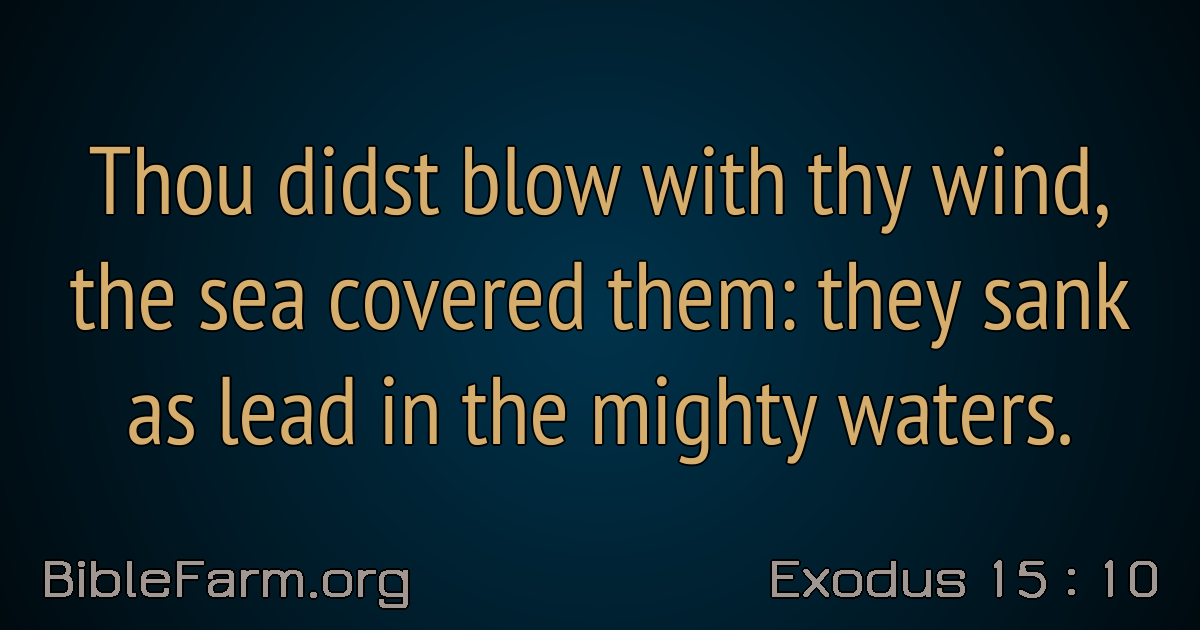 Thou didst blow with thy wind,
the sea covered them: they sank
as lead in the mighty waters.
BibleFarm.org
Exodus 15 : 10